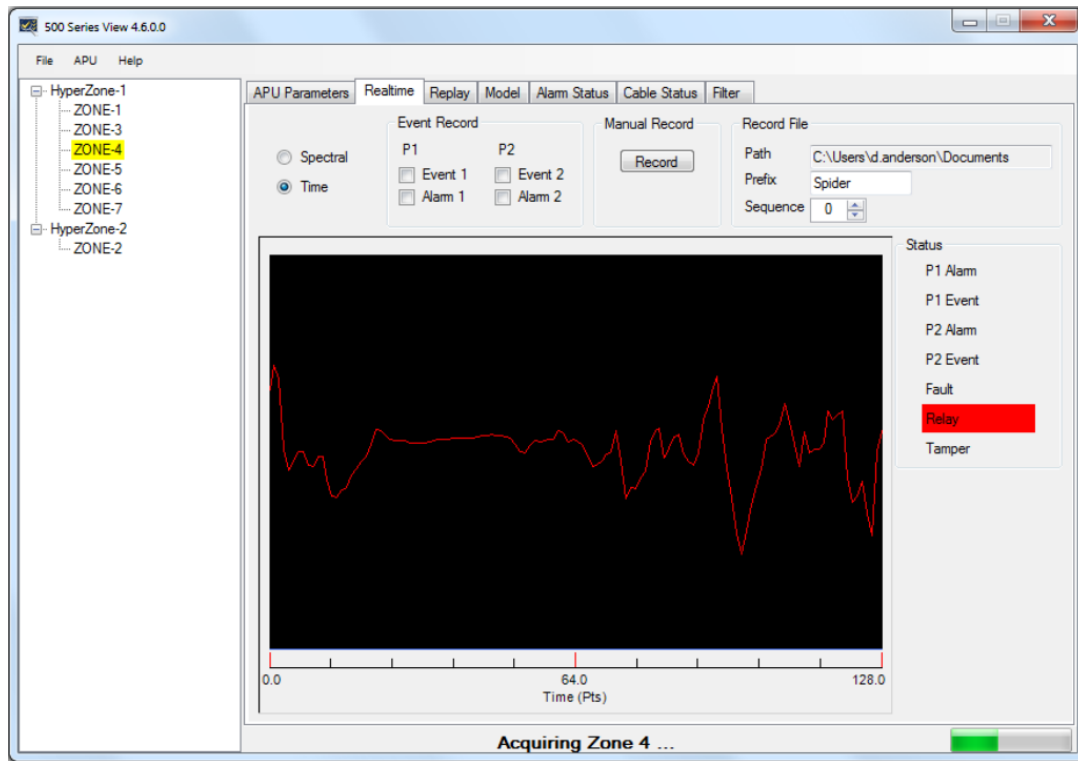 500 Series View 4.6.0.0
File APU Help
HyperZone-1
ZONE-1
ZONE-3
ZONE-4
ZONE-5
ZONE-6
ZONE-7
HyperZone-2
ZONE-2
APU Parameters Realtime Replay Model Alarm Status Cable Status Filter
Spectral
Time
Event Record
P1 P2
Event 1 Event 2
Alarm 1 Alarm 2
Manual Record
Record
Record File
Path C:\Users\d.anderson\Documents
Prefix Spider
Sequence 0
Status
P1 Alarm
P1 Event
P2 Alarm
P2 Event
Fault
Relay
Tamper
0.0 64.0 128.0
Time (Pts)
Acquiring Zone 4 ...